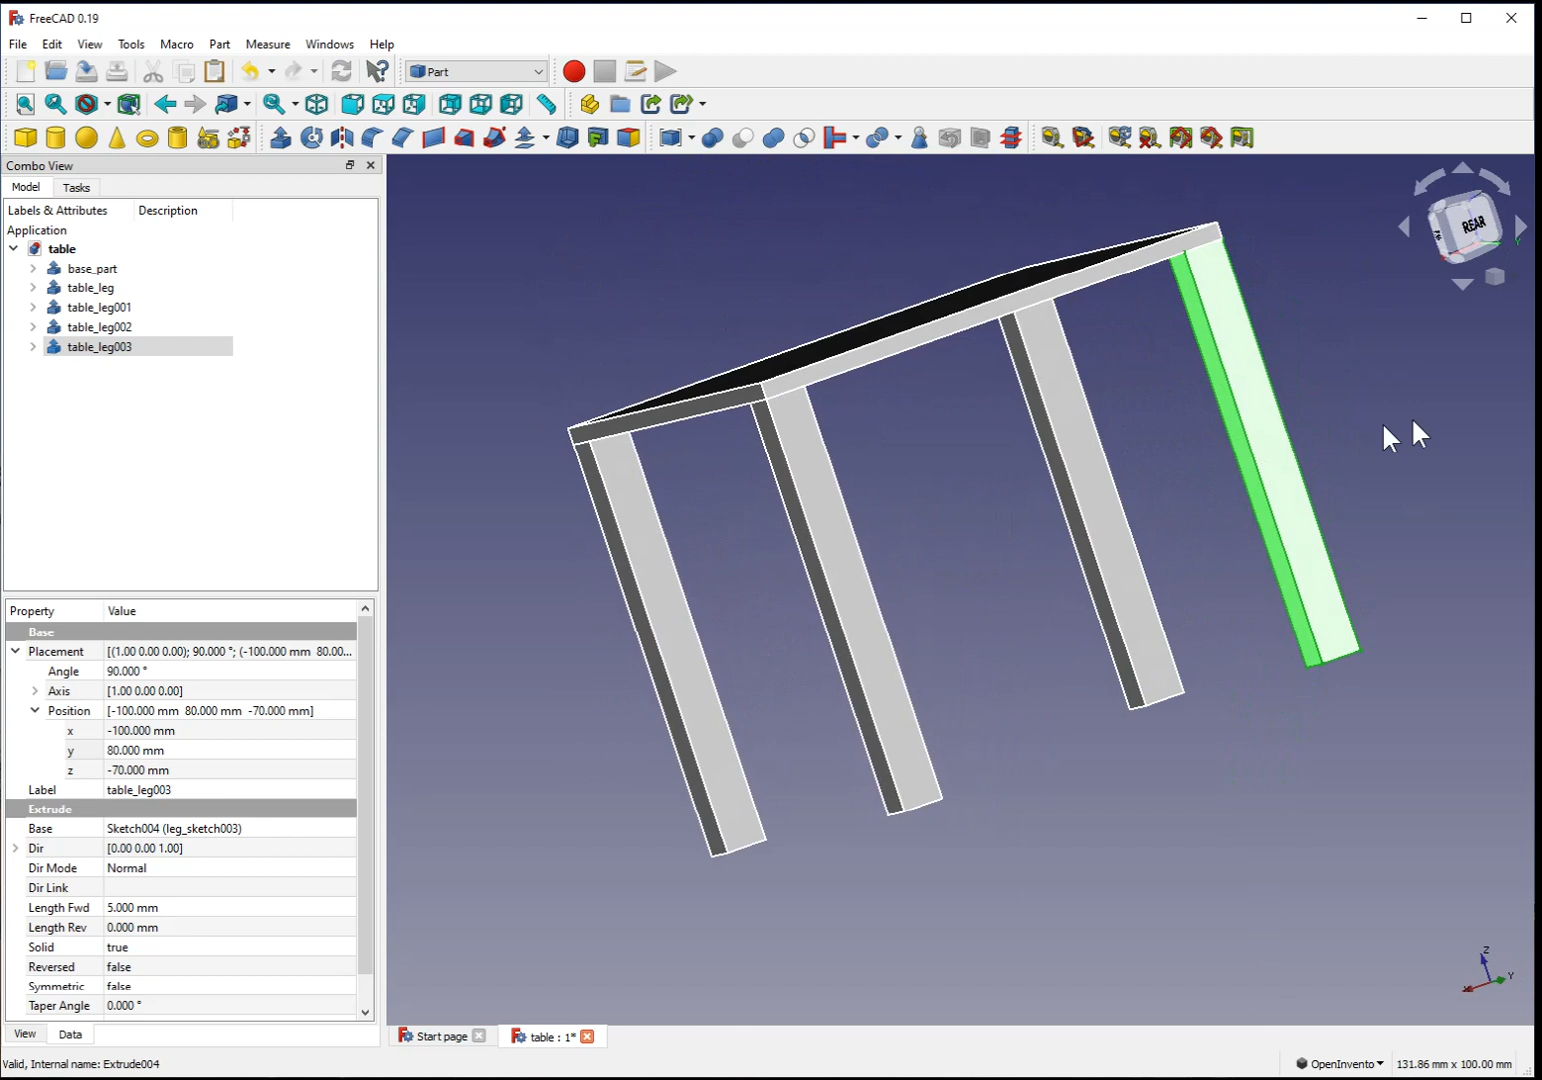 FreeCAD 0.19
File Edit View Tools Macro Part Measure Windows Help
Part
Combo View
Model Tasks
Labels & Attributes Description
Application
table
base_part
table_leg
table_leg001
table_leg002
table_leg003
REAR
Y
Property Value
Base
Placement [(1.00 0.00 0.00); 90.000 °; (-100.000 mm 80.00...
Angle 90.000 °
Axis [1.00 0.00 0.00]
Position [-100.000 mm 80.000 mm -70.000 mm]
x -100.000 mm
y 80.000 mm
z -70.000 mm
Label table_leg003
Extrude
Base Sketch004 (leg_sketch003)
Dir [0.00 0.00 1.00]
Dir Mode Normal
Dir Link
Length Fwd 5.000 mm
Length Rev 0.000 mm
Solid true
Reversed false
Symmetric false
Taper Angle 0.000 °
Z
Y
X
View Data
Start page table : 1*
Valid, Internal name: Extrude004
OpenInvento 131.86 mm x 100.00 mm